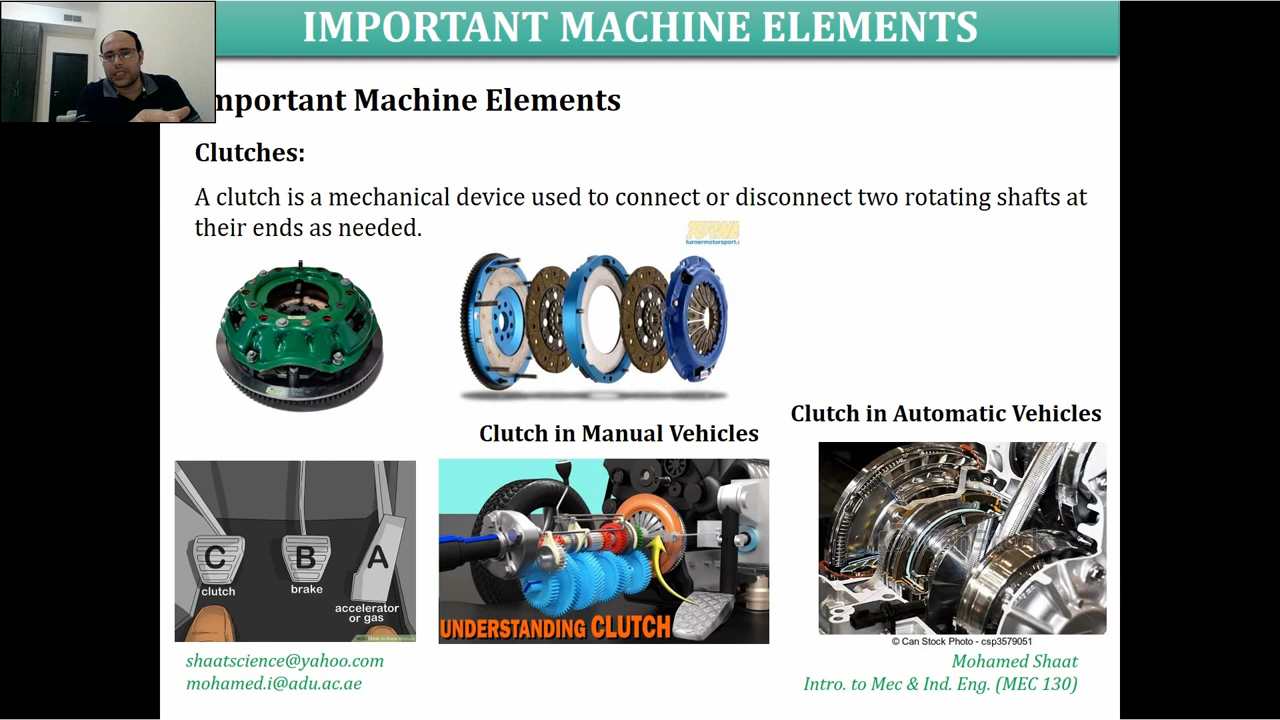 IMPORTANT MACHINE ELEMENTS
mportant Machine Elements
Clutches:
A clutch is a mechanical device used to connect or disconnect two rotating shafts at
their ends as needed.
turnermotorsport.c
Clutch in Manual Vehicles
Clutch in Automatic Vehicles
C
B
A
clutch
brake
accelerator
or gas
UNDERSTANDING CLUTCH
© Can Stock Photo - csp3579051
shaatscience@yahoo.com
mohamed.i@adu.ac.ae
Mohamed Shaat
Intro. to Mec & Ind. Eng. (MEC 130)